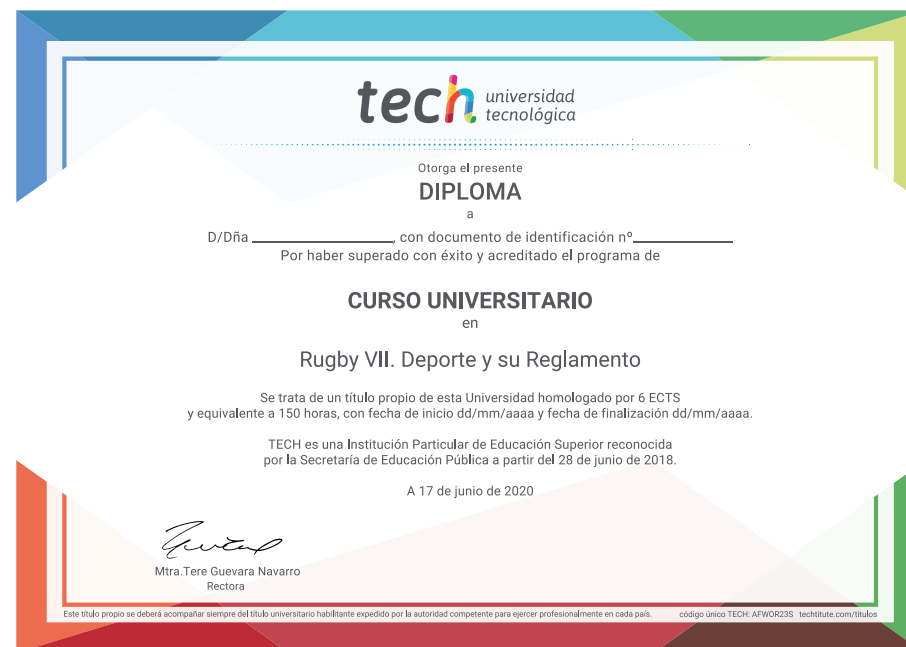 tech universidad
tecnológica
Otorga el presente
DIPLOMA
a
D/Dña ____________________, con documento de identificación nº______________
Por haber superado con éxito y acreditado el programa de
CURSO UNIVERSITARIO
en
Rugby VII. Deporte y su Reglamento
Se trata de un título propio de esta Universidad homologado por 6 ECTS
y equivalente a 150 horas, con fecha de inicio dd/mm/aaaa y fecha de finalización dd/mm/aaaa.
TECH es una Institución Particular de Educación Superior reconocida
por la Secretaría de Educación Pública a partir del 28 de junio de 2018.
A 17 de junio de 2020
Mtra.Tere Guevara Navarro
Rectora
Este título propio se deberá acompañar siempre del título universitario habilitante expedido por la autoridad competente para ejercer profesionalmente en cada país. código único TECH: AFWOR23S techtitute.com/títulos